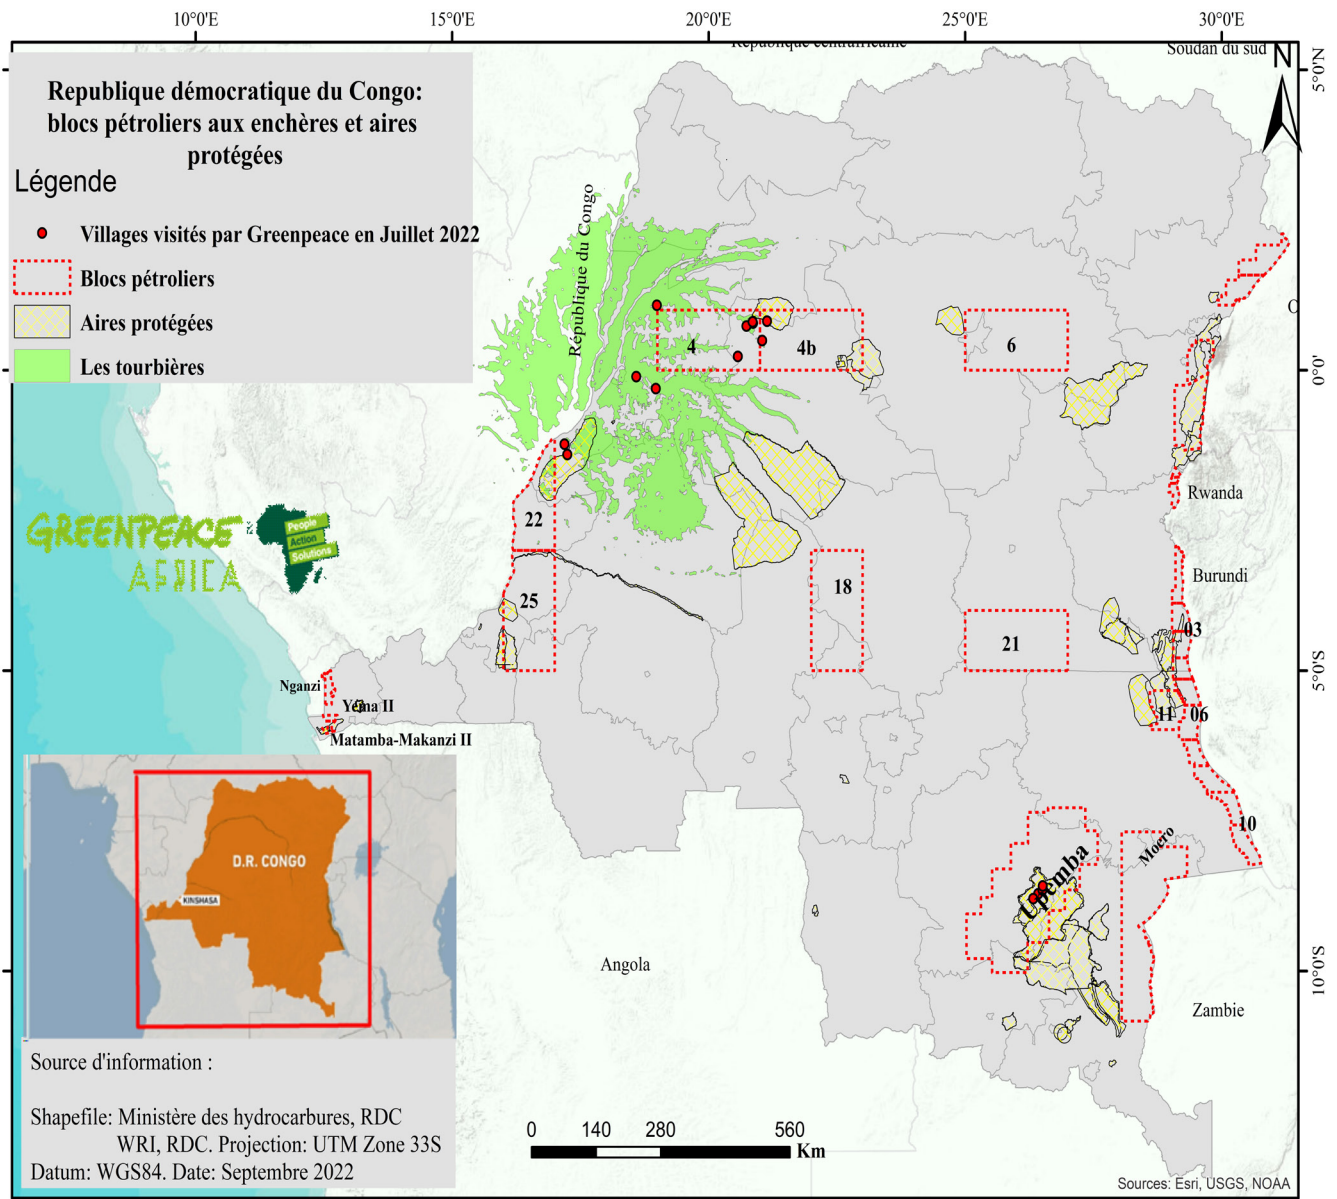 10°0'E
15°0'E
20°0'E
25°0'E
30°0'E
République centrafricaine
Soudan du sud
N
5°0'N
Republique démocratique du Congo:
blocs pétroliers aux enchères et aires
protégées
Légende
Villages visités par Greenpeace en Juillet 2022
Blocs pétroliers
Aires protégées
Les tourbières
République du Congo
4
4b
6
0°0'
Rwanda
GREENPEACE
AFRICA
People
Action
Solutions
22
18
Burundi
25
21
03
5°0'S
Nganzi
Yema II
11
06
Matamba-Makanzi II
10
Moero
Upemba
D.R. CONGO
KINSHASA
Angola
10°0'S
Zambie
Source d'information :
Shapefile: Ministère des hydrocarbures, RDC
WRI, RDC. Projection: UTM Zone 33S
Datum: WGS84. Date: Septembre 2022
0 140 280 560
Km
Sources: Esri, USGS, NOAA